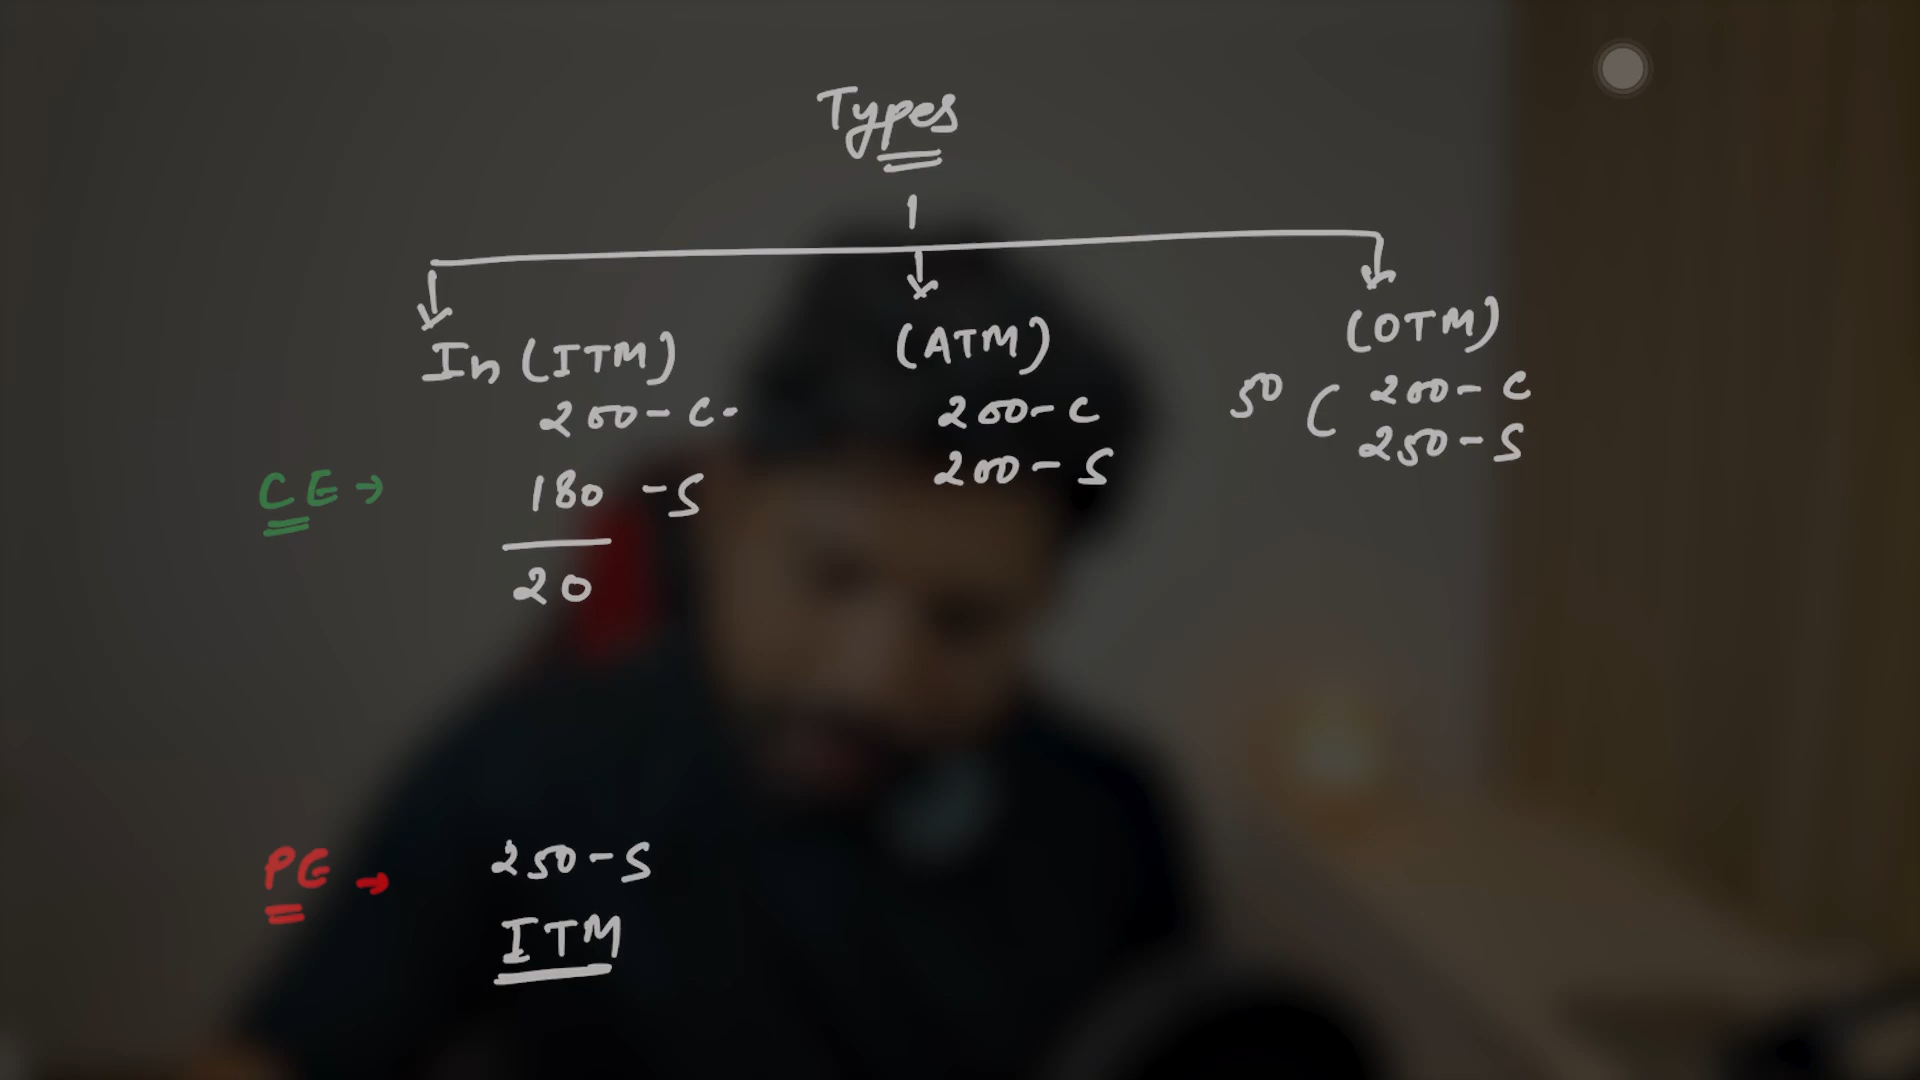 Types
In (ITM)
200-C-
CE →
180 -S
20
(ATM)
200-C
200-S
(OTM)
50 ( 200-C
250-S
PE → 250-S
ITM